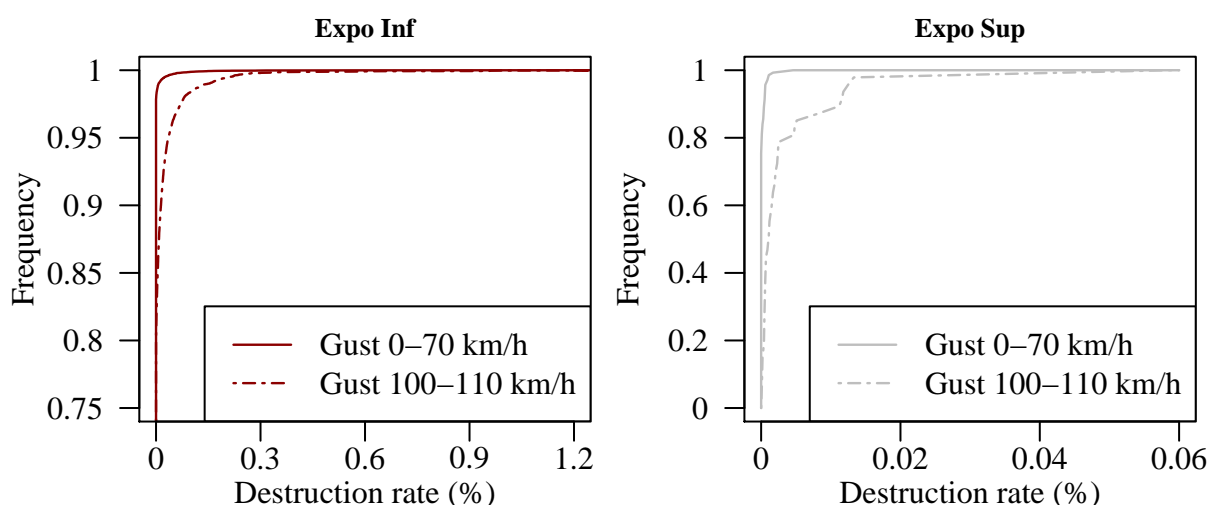 Expo Inf
Frequency
1
0.95
0.9
0.85
0.8
0.75
Gust 0–70 km/h
Gust 100–110 km/h
0 0.3 0.6 0.9 1.2
Destruction rate (%)
Expo Sup
Frequency
1
0.8
0.6
0.4
0.2
0
Gust 0–70 km/h
Gust 100–110 km/h
0 0.02 0.04 0.06
Destruction rate (%)